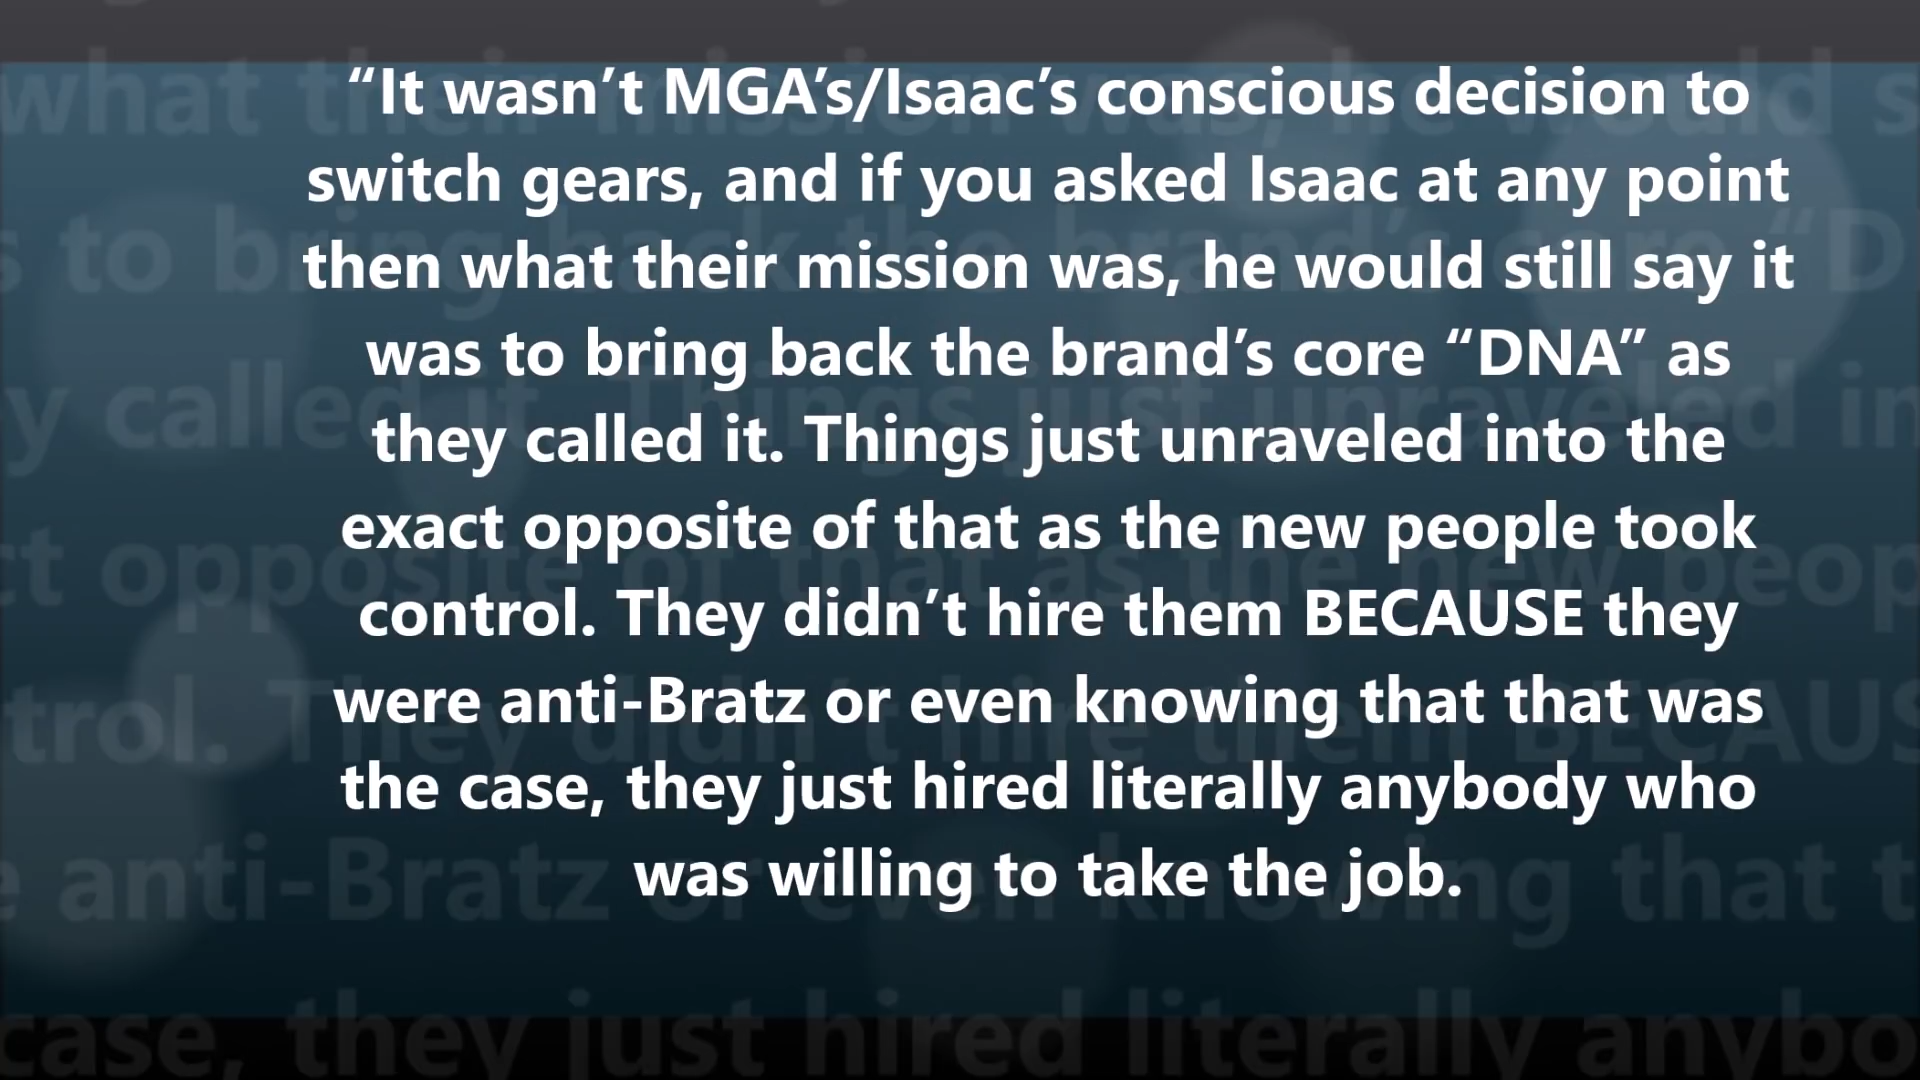 “It wasn’t MGA’s/Isaac’s conscious decision to
switch gears, and if you asked Isaac at any point
then what their mission was, he would still say it
was to bring back the brand’s core “DNA” as
they called it. Things just unraveled into the
exact opposite of that as the new people took
control. They didn’t hire them BECAUSE they
were anti-Bratz or even knowing that that was
the case, they just hired literally anybody who
was willing to take the job.